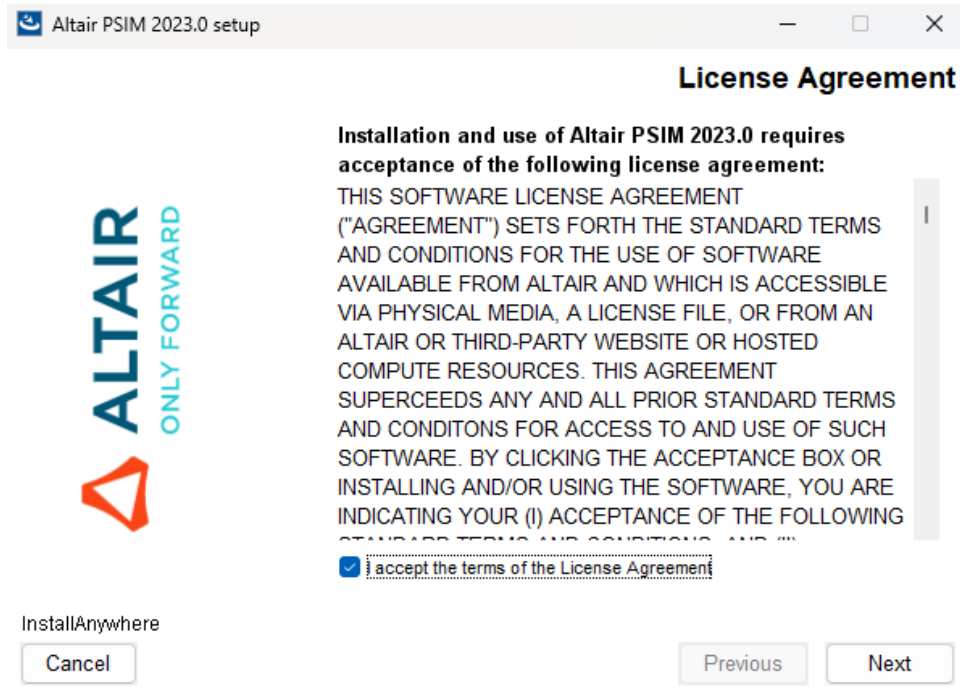 Altair PSIM 2023.0 setup
License Agreement
Installation and use of Altair PSIM 2023.0 requires
acceptance of the following license agreement:
THIS SOFTWARE LICENSE AGREEMENT
("AGREEMENT") SETS FORTH THE STANDARD TERMS
AND CONDITIONS FOR THE USE OF SOFTWARE
AVAILABLE FROM ALTAIR AND WHICH IS ACCESSIBLE
VIA PHYSICAL MEDIA, A LICENSE FILE, OR FROM AN
ALTAIR OR THIRD-PARTY WEBSITE OR HOSTED
COMPUTE RESOURCES. THIS AGREEMENT
SUPERCEEDS ANY AND ALL PRIOR STANDARD TERMS
AND CONDITONS FOR ACCESS TO AND USE OF SUCH
SOFTWARE. BY CLICKING THE ACCEPTANCE BOX OR
INSTALLING AND/OR USING THE SOFTWARE, YOU ARE
INDICATING YOUR (I) ACCEPTANCE OF THE FOLLOWING
STANDARD TERMS AND CONDITIONS, AND (II)
I accept the terms of the License Agreement
ALTAIR
ONLY FORWARD
InstallAnywhere
Cancel
Previous
Next